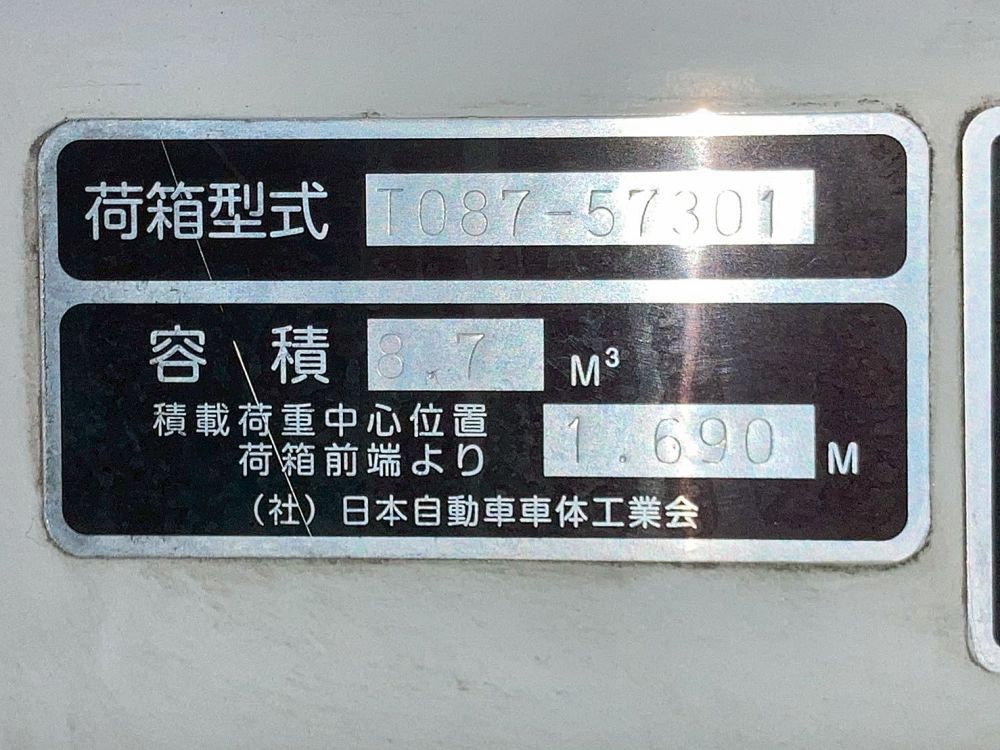 荷箱型式 T087-57301
容積 8.7 M³
積載荷重中心位置
荷箱前端より 1.690 M
(社)日本自動車車体工業会